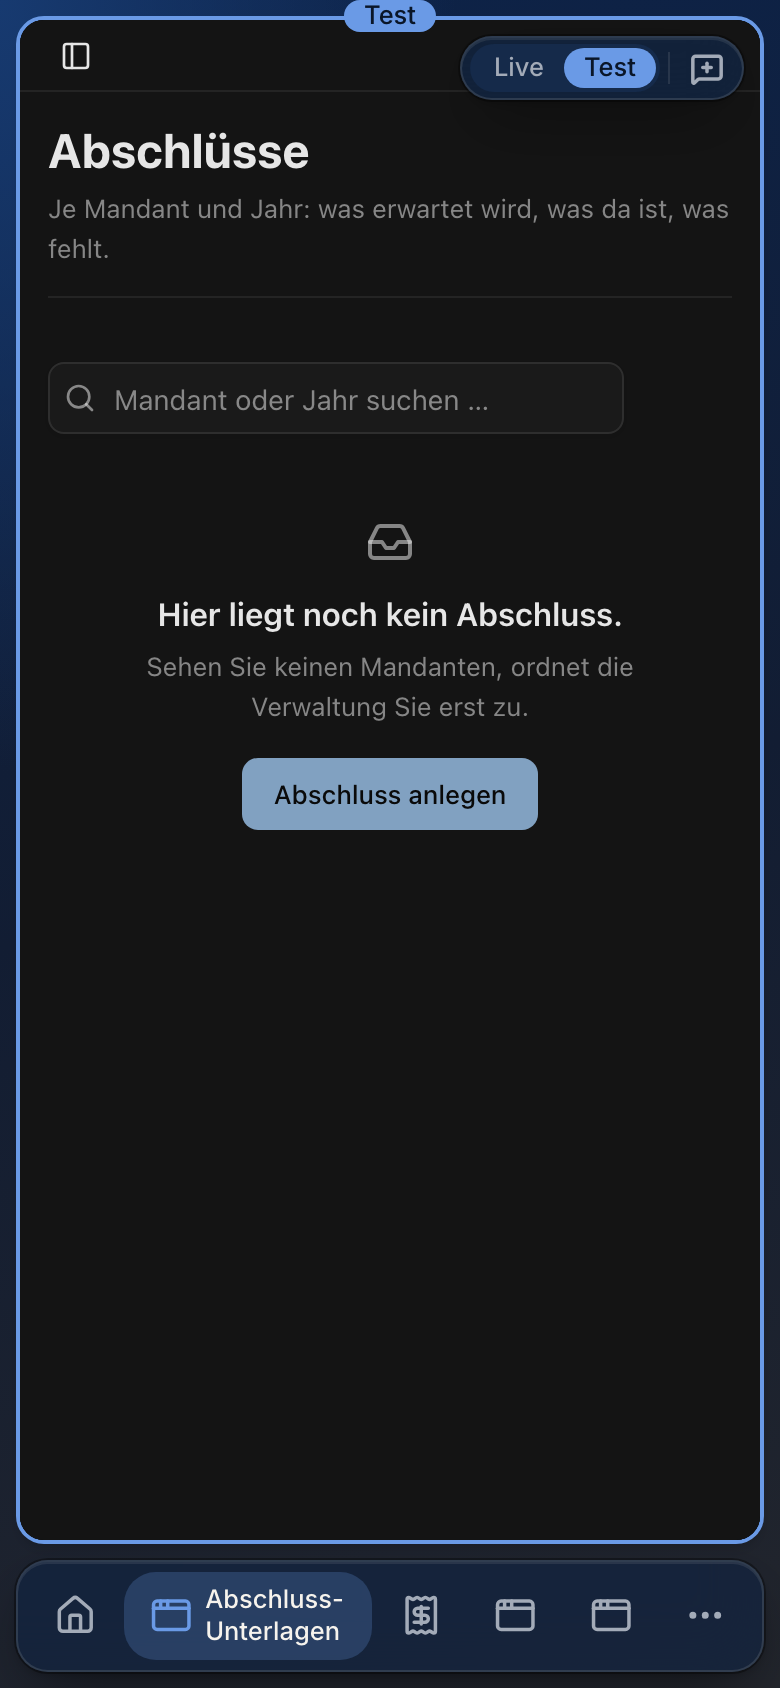 Test
Live
Test
Abschlüsse
Je Mandant und Jahr: was erwartet wird, was da ist, was
fehlt.
Mandant oder Jahr suchen ...
Hier liegt noch kein Abschluss.
Sehen Sie keinen Mandanten, ordnet die
Verwaltung Sie erst zu.
Abschluss anlegen
Abschluss-
Unterlagen